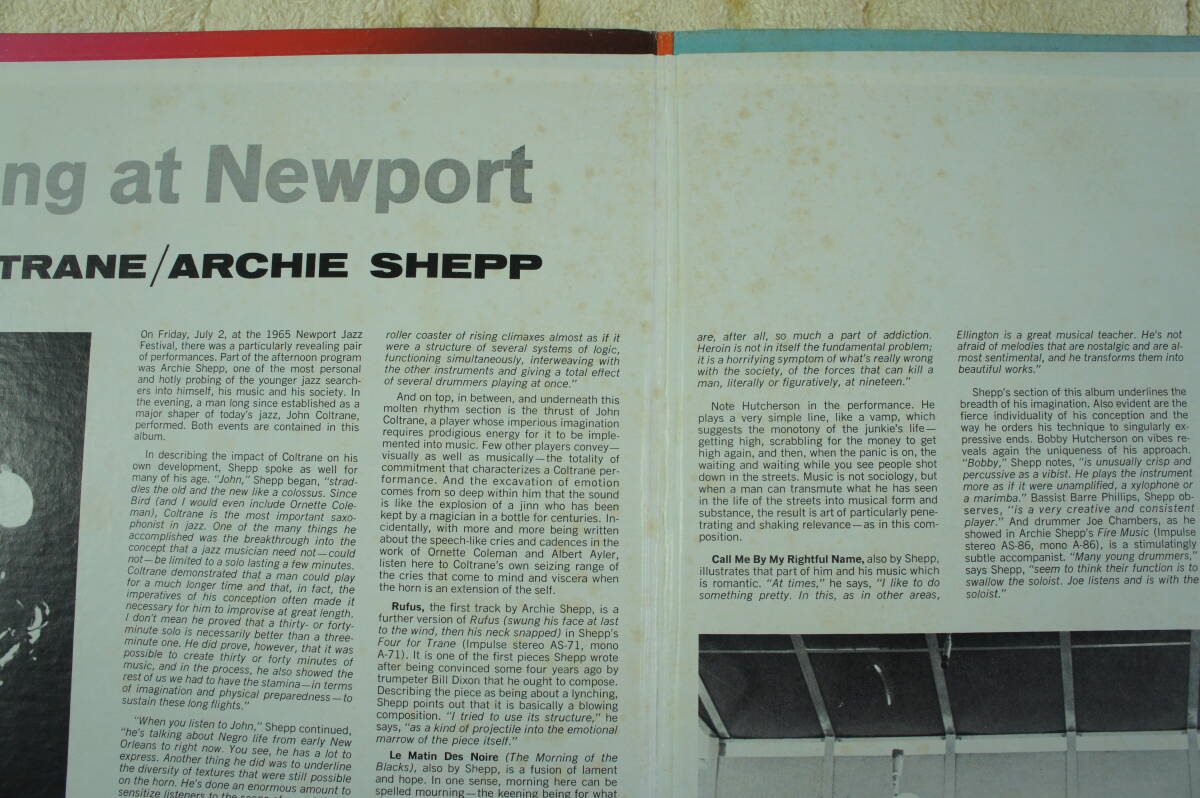 ng at Newport
TRANE/ARCHIE SHEPP
On Friday, July 2, at the 1965 Newport Jazz
Festival, there was a particularly revealing pair
of performances. Part of the afternoon program
was Archie Shepp, one of the most personal
and hotly probing of the younger jazz search-
ers into himself, his music and his society. In
the evening, a man long since established as a
major shaper of today's jazz, John Coltrane,
performed. Both events are contained in this
album.
In describing the impact of Coltrane on his
own development, Shepp spoke as well for
many of his age. "John," Shepp began, "strad-
dles the old and the new like a colossus. Since
Bird (and I would even include Ornette Cole-
man), Coltrane is the most important saxo-
phonist in jazz. One of the many things he
accomplished was the breakthrough into the
concept that a jazz musician need not—could
not—be limited to a solo lasting a few minutes.
Coltrane demonstrated that a man could play
for a much longer time and that, in fact, the
imperatives of his conception often made it
necessary for him to improvise at great length.
I don't mean he proved that a thirty- or forty-
minute solo is necessarily better than a three-
minute one. He did prove, however, that it was
possible to create thirty or forty minutes of
music, and in the process, he also showed the
rest of us we had to have the stamina—in terms
of imagination and physical preparedness—to
sustain these long flights."
"When you listen to John," Shepp continued,
"he's talking about Negro life from early New
Orleans to right now. You see, he has a lot to
express. Another thing he did was to underline
the diversity of textures that were still possible
on the horn. He's done an enormous amount to
sensitize listeners to the
roller coaster of rising climaxes almost as if it
were a structure of several systems of logic,
functioning simultaneously, interweaving with
the other instruments and giving a total effect
of several drummers playing at once."
And on top, in between, and underneath this
molten rhythm section is the thrust of John
Coltrane, a player whose imperious imagination
requires prodigious energy for it to be imple-
mented into music. Few other players convey—
visually as well as musically—the totality of
commitment that characterizes a Coltrane per-
formance. And the excavation of emotion
comes from so deep within him that the sound
is like the explosion of a jinn who has been
kept by a magician in a bottle for centuries. In-
cidentally, with more and more being written
about the speech-like cries and cadences in the
work of Ornette Coleman and Albert Ayler,
listen here to Coltrane's own seizing range of
the cries that come to mind and viscera when
the horn is an extension of the self.
Rufus, the first track by Archie Shepp, is a
further version of Rufus (swung his face at last
to the wind, then his neck snapped) in Shepp's
Four for Trane (Impulse stereo AS-71, mono
A-71). It is one of the first pieces Shepp wrote
after being convinced some four years ago by
trumpeter Bill Dixon that he ought to compose.
Describing the piece as being about a lynching,
Shepp points out that it is basically a blowing
composition. "I tried to use its structure," he
says, "as a kind of projectile into the emotional
marrow of the piece itself."
Le Matin Des Noire (The Morning of the
Blacks), also by Shepp, is a fusion of lament
and hope. In one sense, morning here can be
spelled mourning—the keening being for what
are, after all, so much a part of addiction.
Heroin is not in itself the fundamental problem;
it is a horrifying symptom of what's really wrong
with the society, of the forces that can kill a
man, literally or figuratively, at nineteen."
Note Hutcherson in the performance. He
plays a very simple line, like a vamp, which
suggests the monotony of the junkie's life—
getting high, scrabbling for the money to get
high again, and then, when the panic is on, the
waiting and waiting while you see people shot
down in the streets. Music is not sociology, but
when a man can transmute what he has seen
in the life of the streets into musical form and
substance, the result is art of particularly pene-
trating and shaking relevance—as in this com-
position.
Call Me By My Rightful Name, also by Shepp,
illustrates that part of him and his music which
is romantic. "At times," he says, "I like to do
something pretty. In this, as in other areas,
Ellington is a great musical teacher. He's not
afraid of melodies that are nostalgic and are al-
most sentimental, and he transforms them into
beautiful works."
Shepp's section of this album underlines the
breadth of his imagination. Also evident are the
fierce individuality of his conception and the
way he orders his technique to singularly ex-
pressive ends. Bobby Hutcherson on vibes re-
veals again the uniqueness of his approach.
"Bobby," Shepp notes, "is unusually crisp and
percussive as a vibist. He plays the instrument
more as if it were unamplified, a xylophone or
a marimba." Bassist Barre Phillips, Shepp ob-
serves, "is a very creative and consistent
player." And drummer Joe Chambers, as he
showed in Archie Shepp's Fire Music (Impulse
stereo AS-86, mono A-86), is a stimulatingly
subtle accompanist. "Many young drummers,"
says Shepp, "seem to think their function is to
swallow the soloist. Joe listens and is with the
soloist."